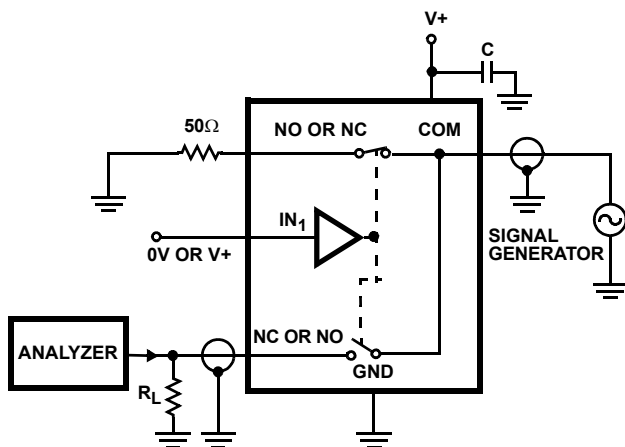 V+
C
50Ω
NO OR NC
COM
IN1
0V OR V+
SIGNAL
GENERATOR
ANALYZER
NC OR NO
GND
RL